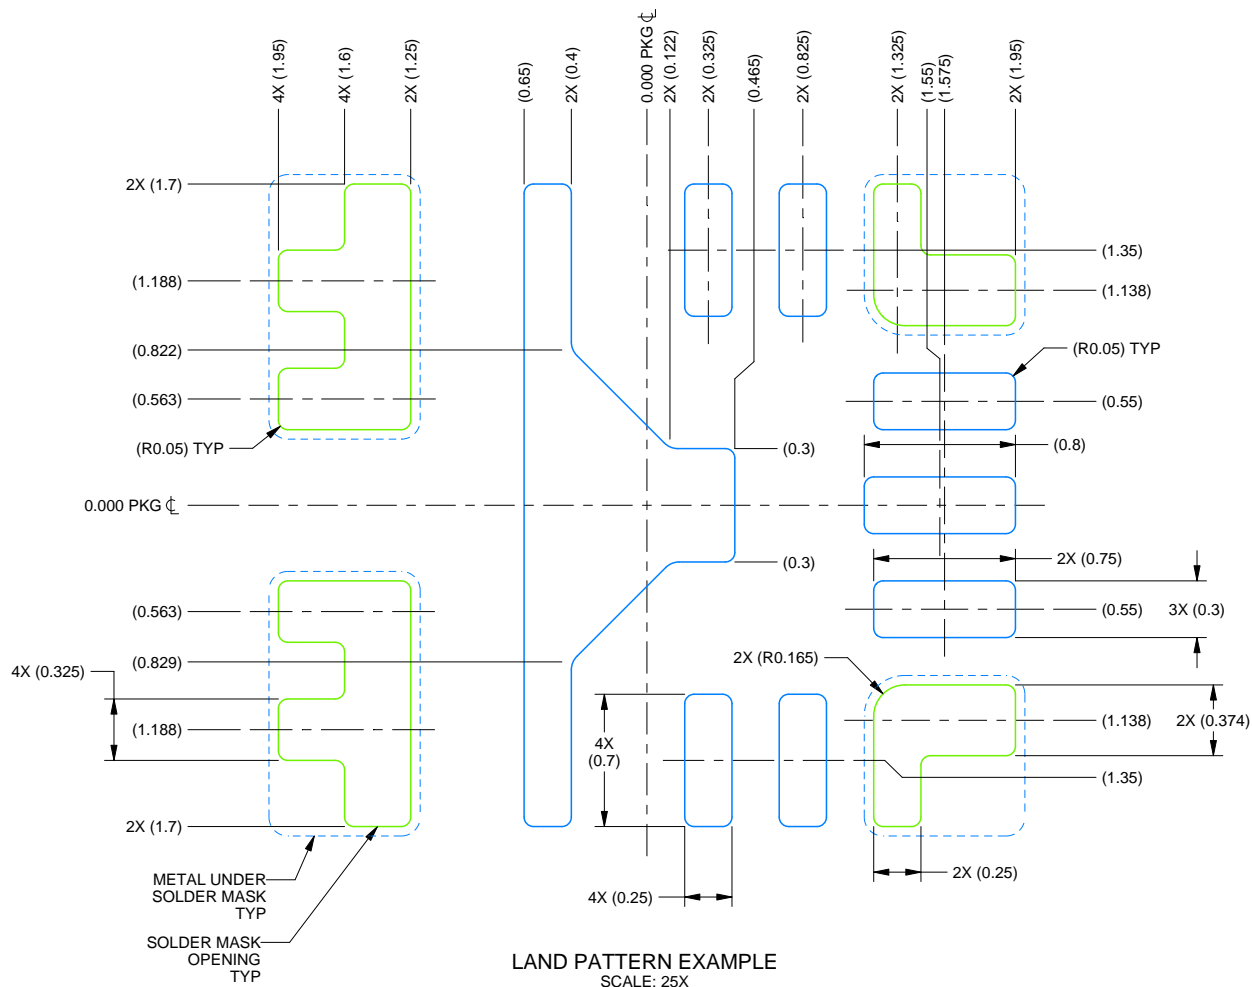 4X (1.95)
4X (1.6)
2X (1.25)
(0.65)
2X (0.4)
0.000 PKG ℄
2X (0.122)
2X (0.325)
(0.465)
2X (0.825)
2X (1.325)
(1.55)
(1.575)
2X (1.95)
2X (1.7)
(1.188)
(0.822)
(0.563)
(R0.05) TYP
0.000 PKG ℄
(0.563)
(0.829)
4X (0.325)
(1.188)
2X (1.7)
METAL UNDER
SOLDER MASK
TYP
SOLDER MASK
OPENING
TYP
(1.35)
(1.138)
(R0.05) TYP
(0.55)
(0.3)
(0.8)
(0.3)
2X (0.75)
(0.55)
3X (0.3)
2X (R0.165)
(1.138)
2X (0.374)
4X
(0.7)
(1.35)
4X (0.25)
2X (0.25)
LAND PATTERN EXAMPLE
SCALE: 25X